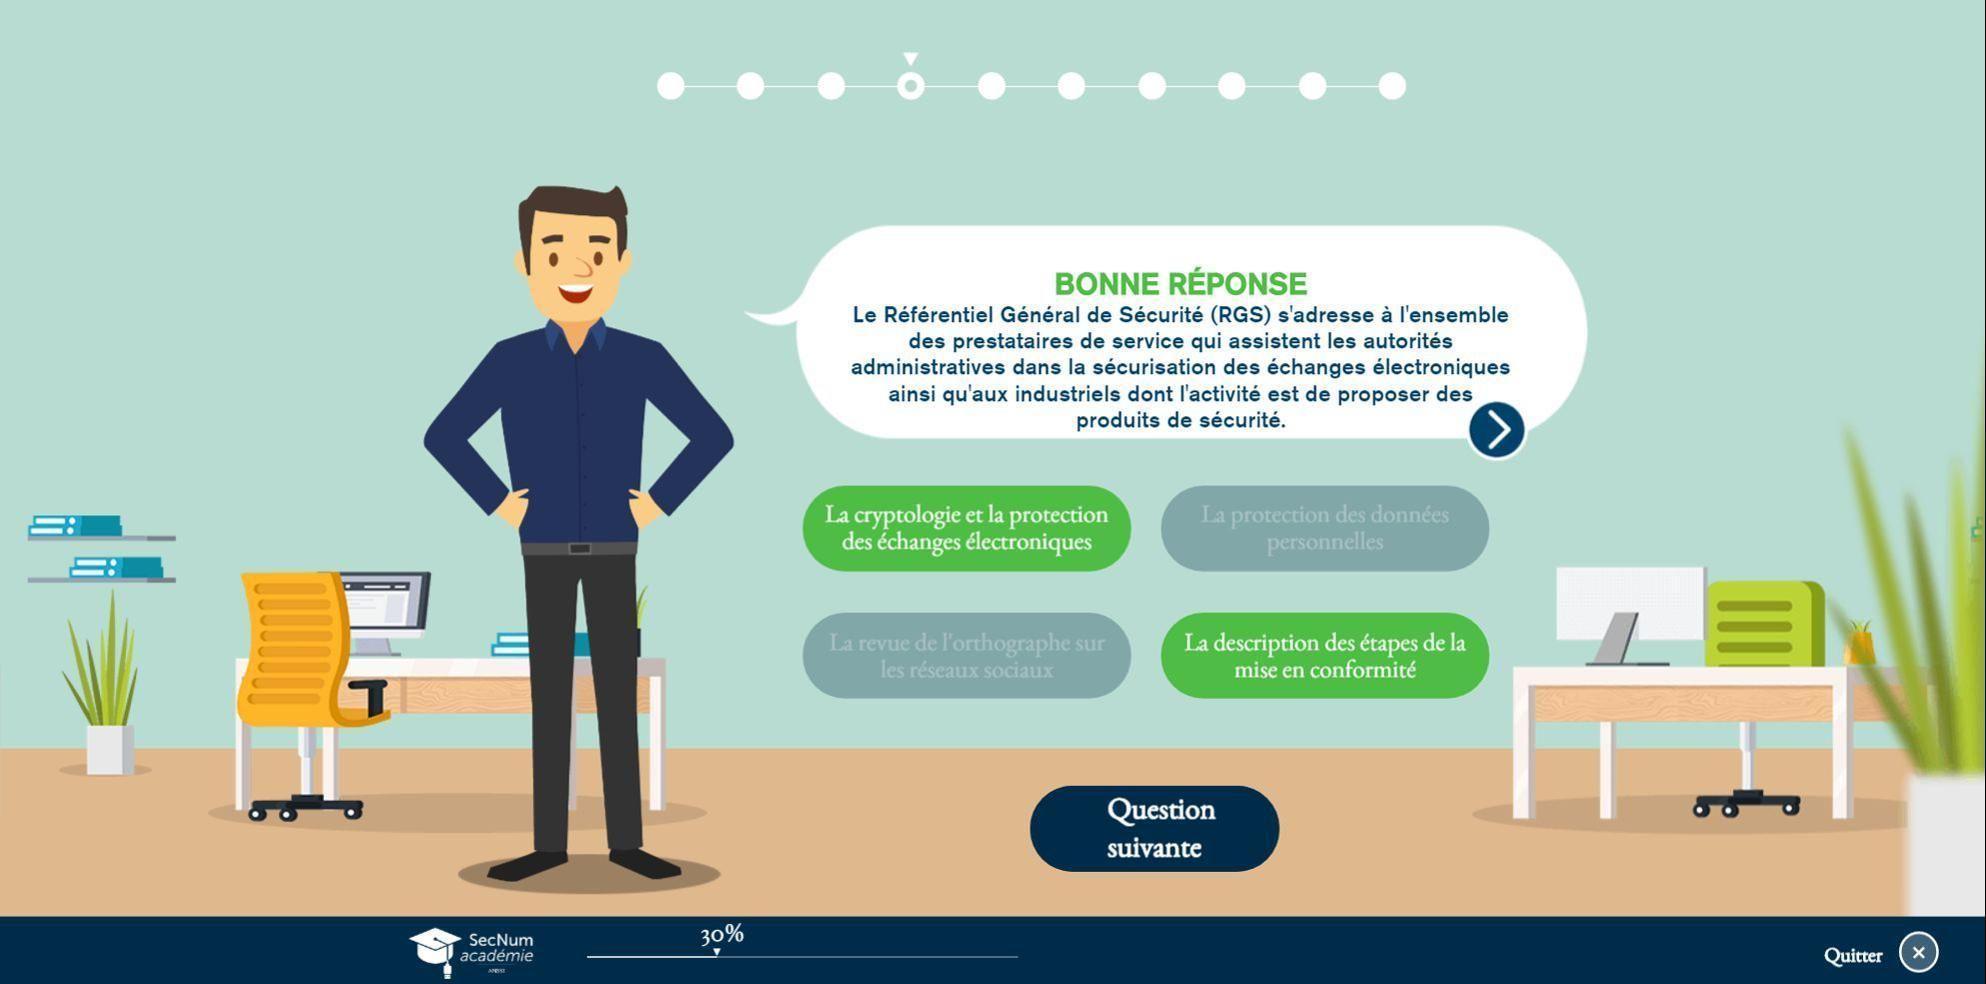 BONNE RÉPONSE
Le Référentiel Général de Sécurité (RGS) s'adresse à l'ensemble
des prestataires de service qui assistent les autorités
administratives dans la sécurisation des échanges électroniques
ainsi qu'aux industriels dont l'activité est de proposer des
produits de sécurité.
La cryptologie et la protection
des échanges électroniques
La protection des données
personnelles
La revue de l'orthographe sur
les réseaux sociaux
La description des étapes de la
mise en conformité
Question
suivante
SecNum
académie
ANSSI
30%
Quitter